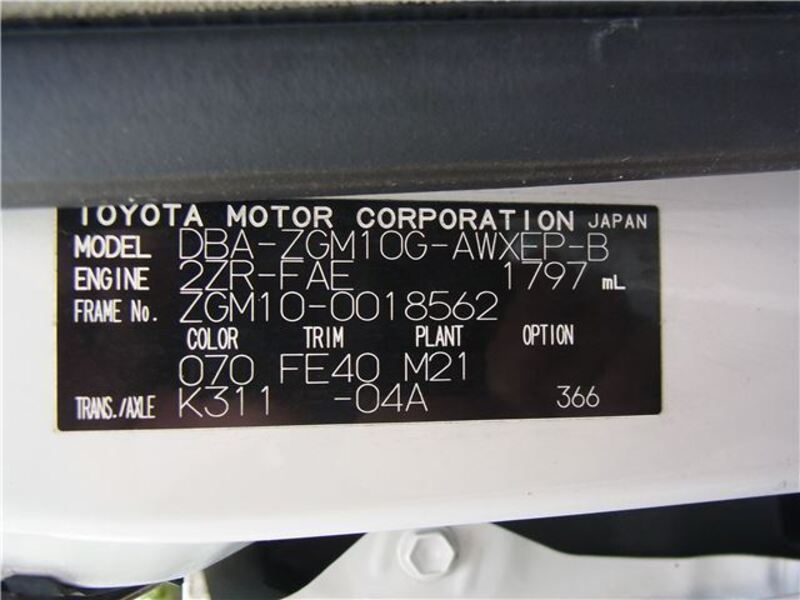 TOYOTA MOTOR CORPORATION JAPAN
MODEL DBA-ZGM10G-AWXEP-B
ENGINE 2ZR-FAE 1797 mL
FRAME No. ZGM10-0018562
COLOR TRIM PLANT OPTION
070 FE40 M21
TRANS./AXLE K311 -04A 366